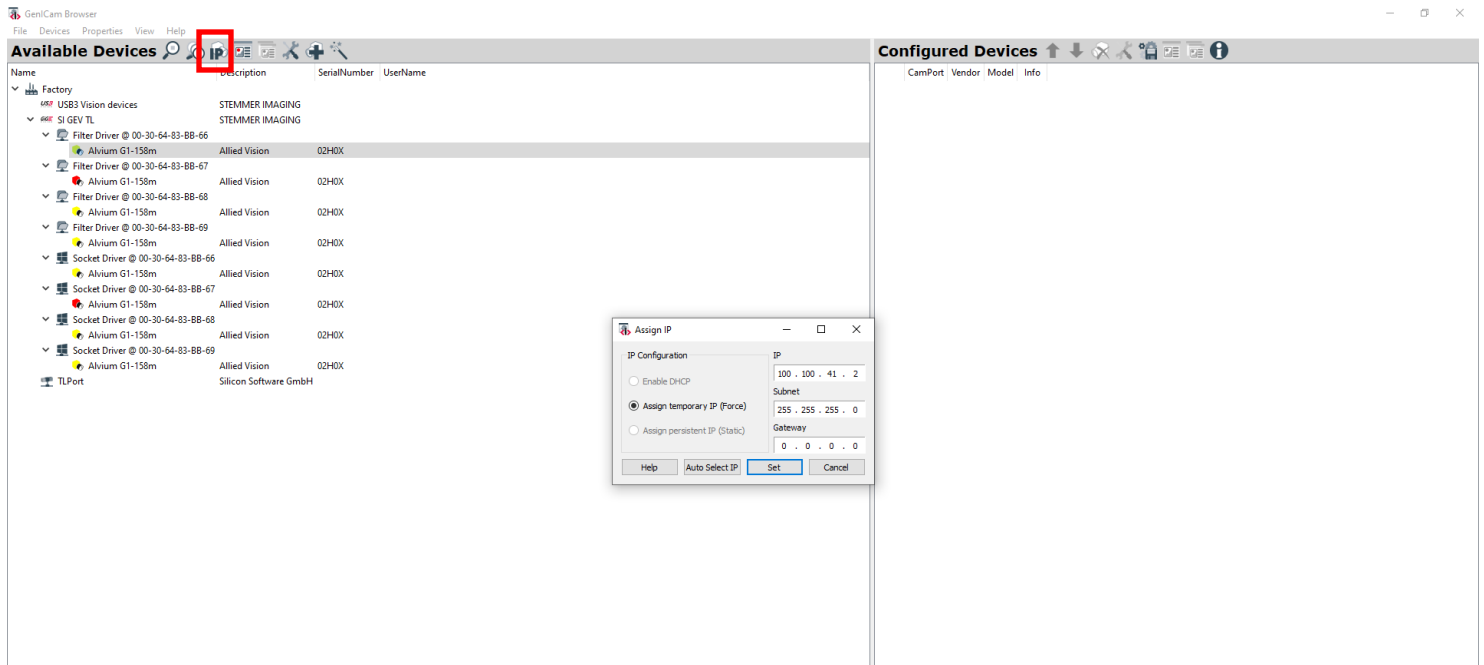 GenICam Browser
File Devices Properties View Help
Available Devices IP
Configured Devices
Name Description SerialNumber UserName
CamPort Vendor Model Info
Factory
USB USB3 Vision devices STEMMER IMAGING
GEV SI GEV TL STEMMER IMAGING
Filter Driver @ 00-30-64-83-BB-66
Alvium G1-158m Allied Vision 02H0X
Filter Driver @ 00-30-64-83-BB-67
Alvium G1-158m Allied Vision 02H0X
Filter Driver @ 00-30-64-83-BB-68
Alvium G1-158m Allied Vision 02H0X
Filter Driver @ 00-30-64-83-BB-69
Alvium G1-158m Allied Vision 02H0X
Socket Driver @ 00-30-64-83-BB-66
Alvium G1-158m Allied Vision 02H0X
Socket Driver @ 00-30-64-83-BB-67
Alvium G1-158m Allied Vision 02H0X
Socket Driver @ 00-30-64-83-BB-68
Alvium G1-158m Allied Vision 02H0X
Socket Driver @ 00-30-64-83-BB-69
Alvium G1-158m Allied Vision 02H0X
TLPort Silicon Software GmbH
Assign IP
IP Configuration
Enable DHCP
Assign temporary IP (Force)
Assign persistent IP (Static)
IP
100 . 100 . 41 . 2
Subnet
255 . 255 . 255 . 0
Gateway
0 . 0 . 0 . 0
Help Auto Select IP Set Cancel